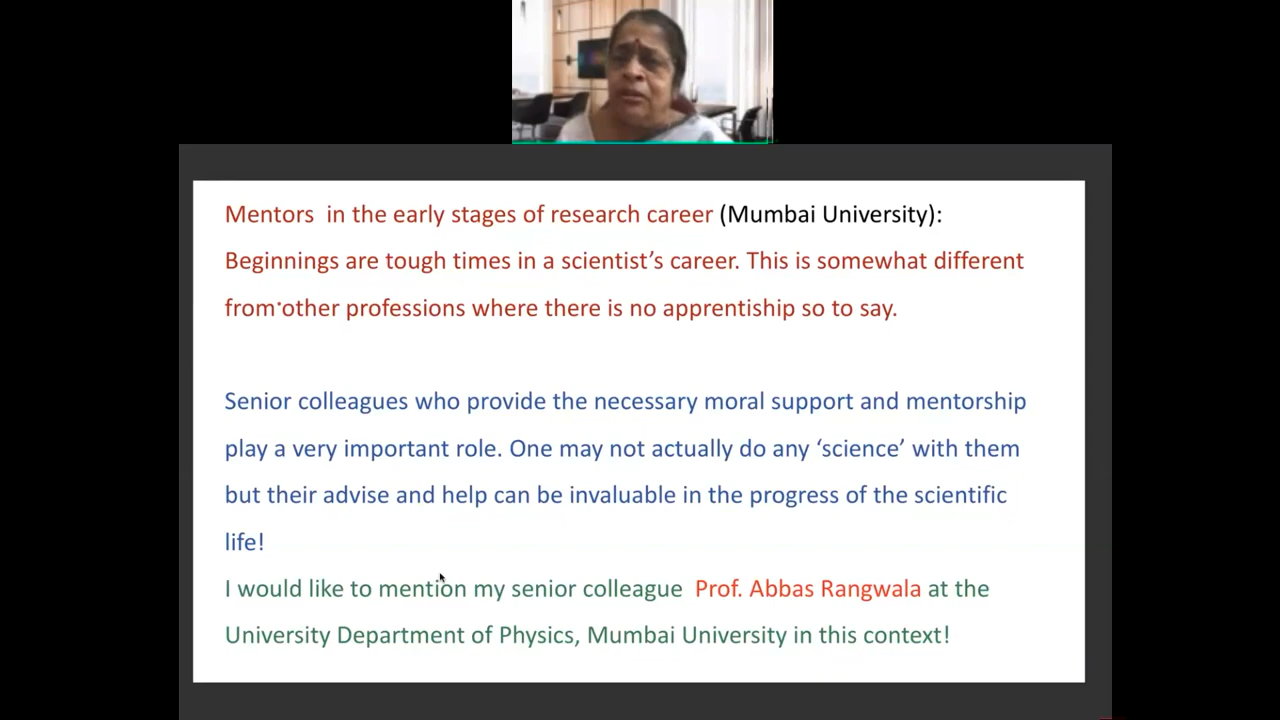 Mentors  in the early stages of research career (Mumbai University):
Beginnings are tough times in a scientist’s career. This is somewhat different
from other professions where there is no apprentiship so to say.
Senior colleagues who provide the necessary moral support and mentorship
play a very important role. One may not actually do any ‘science’ with them
but their advise and help can be invaluable in the progress of the scientific
life!
I would like to mention my senior colleague  Prof. Abbas Rangwala at the
University Department of Physics, Mumbai University in this context!